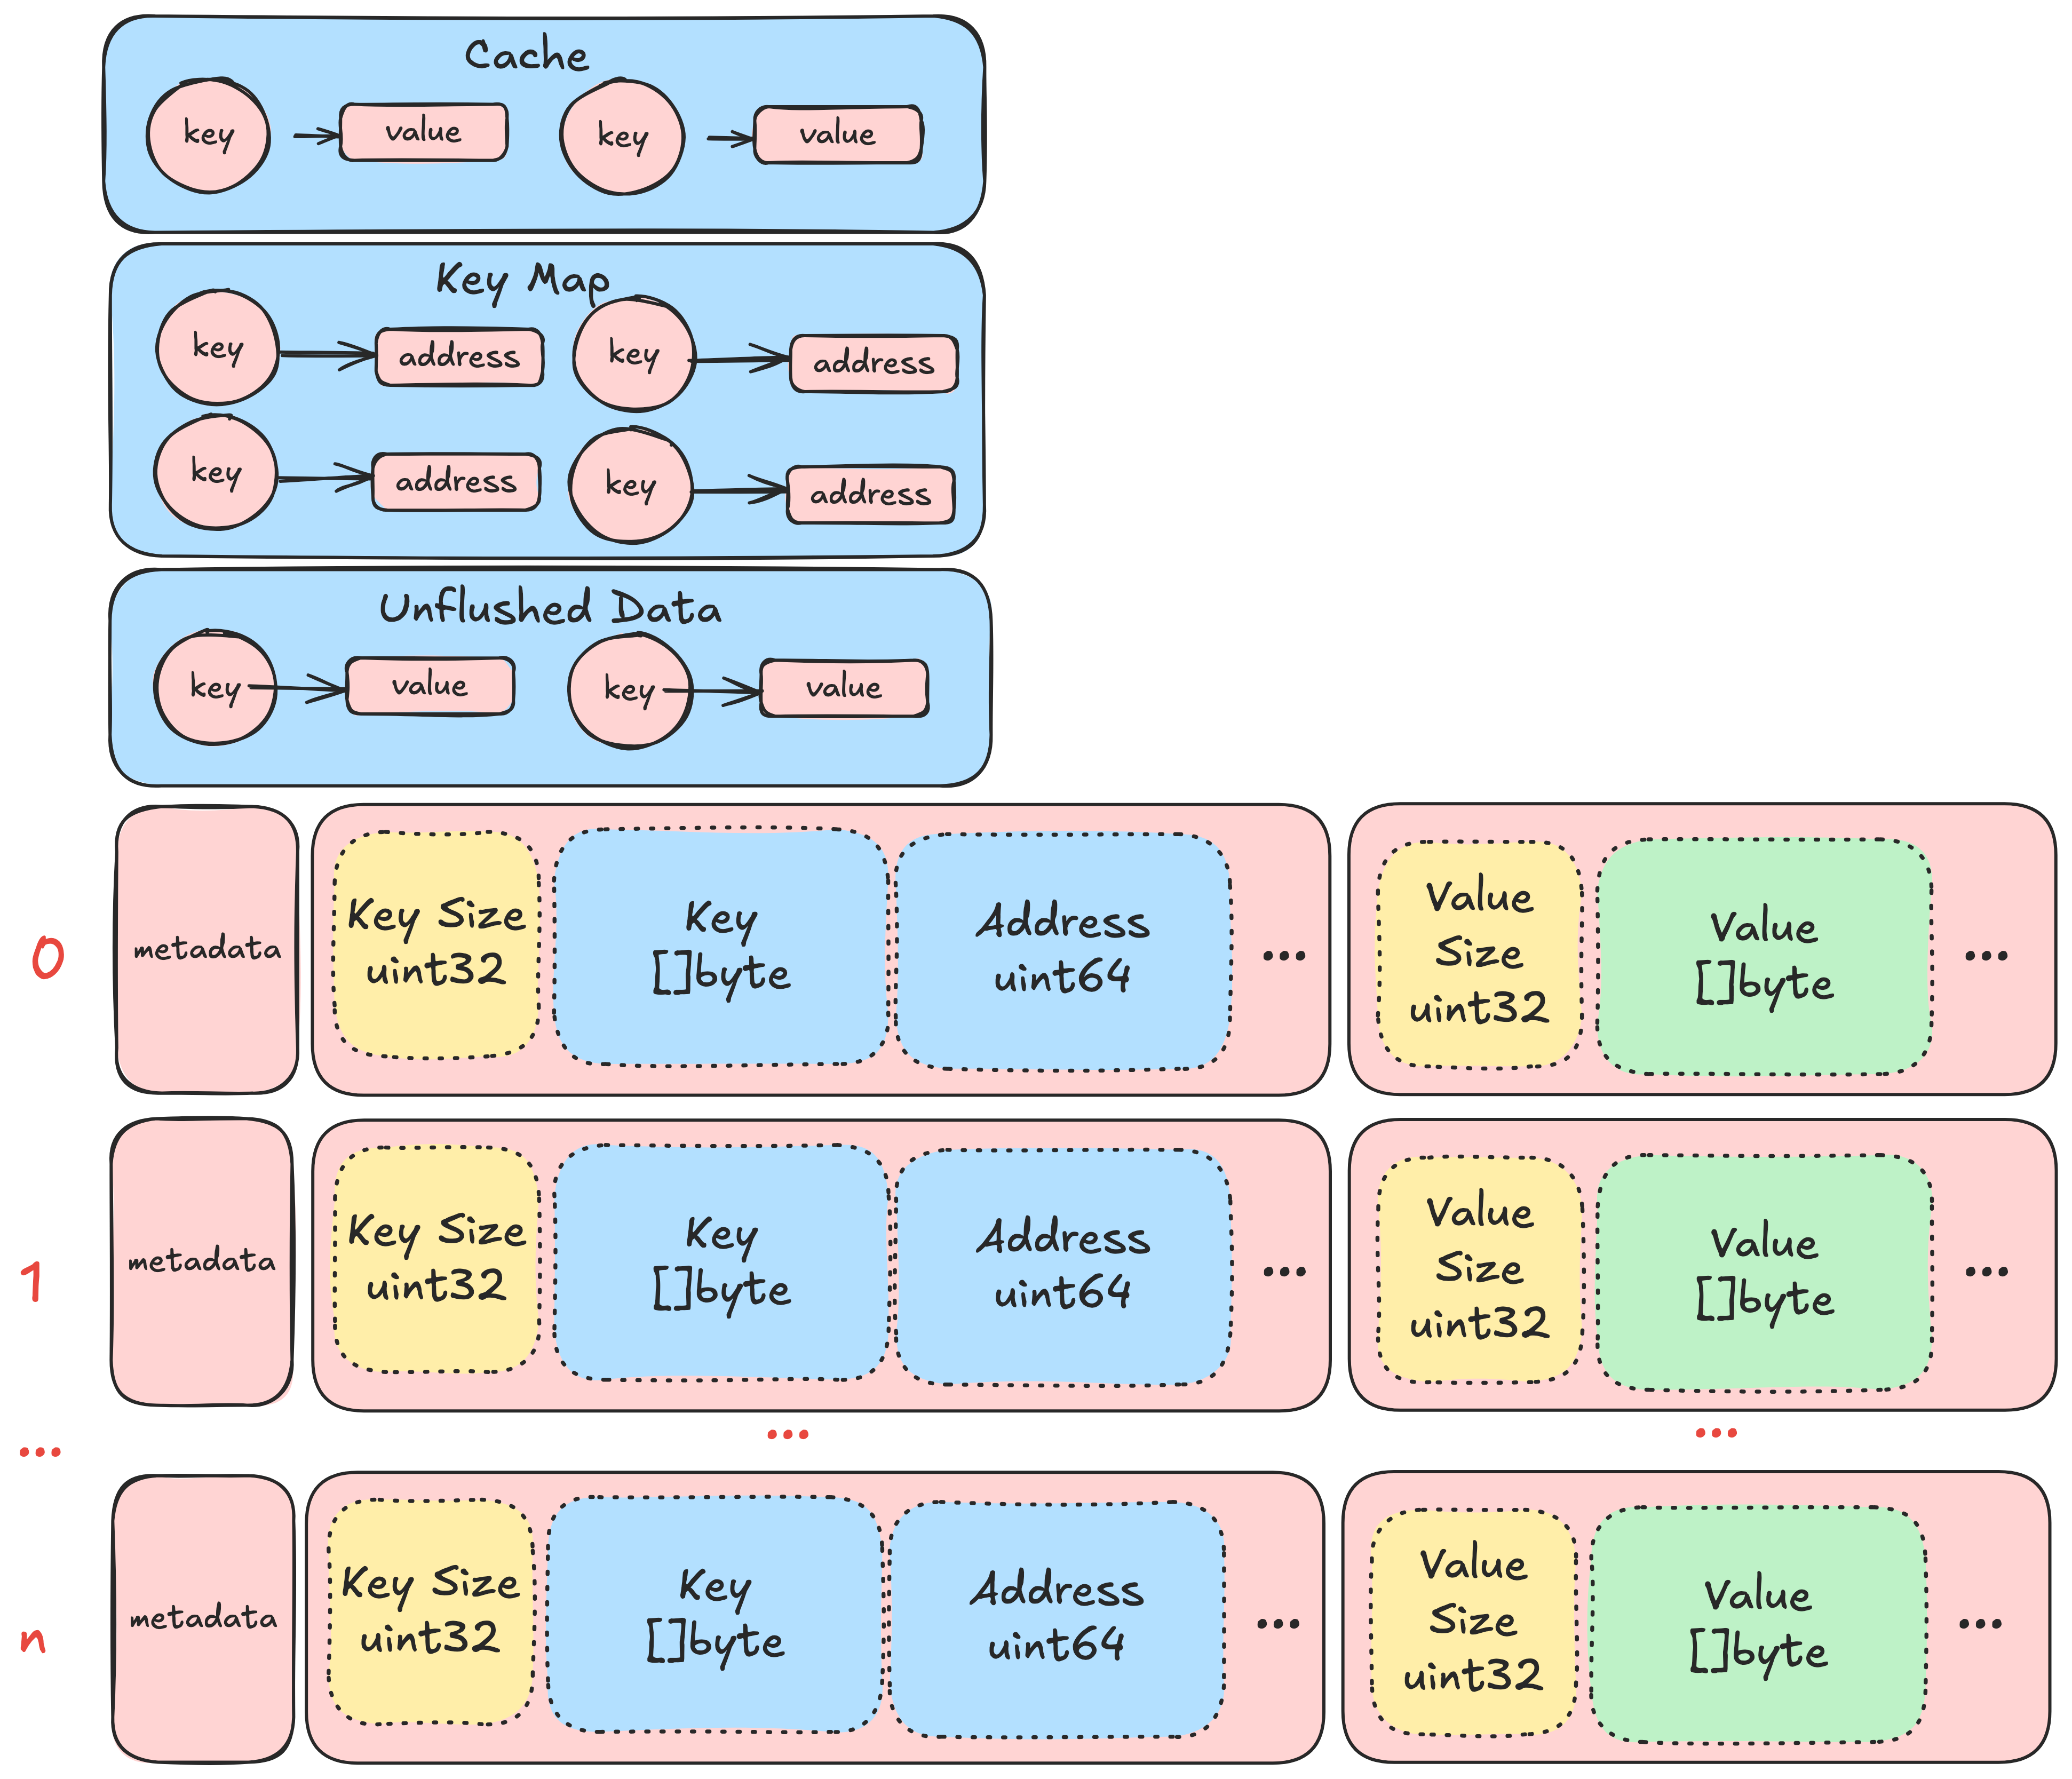 Cache
key
value
key
value
Key Map
key
address
key
address
key
address
key
address
Unflushed Data
key
value
key
value
0
metadata
Key Size
uint32
Key
[]byte
Address
uint64
...
Value
Size
uint32
Value
[]byte
...
1
metadata
Key Size
uint32
Key
[]byte
Address
uint64
...
Value
Size
uint32
Value
[]byte
...
...
...
...
n
metadata
Key Size
uint32
Key
[]byte
Address
uint64
...
Value
Size
uint32
Value
[]byte
...